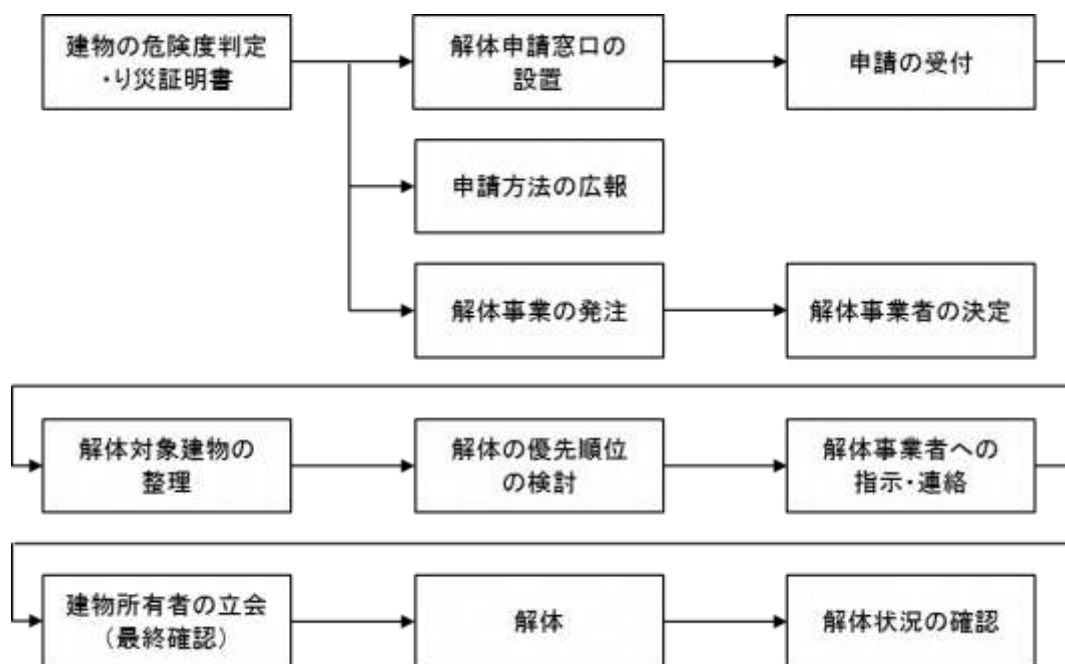 建物の危険度判定
・り災証明書
解体申請窓口の
設置
申請の受付
申請方法の広報
解体事業の発注
解体事業者の決定
解体対象建物の
整理
解体の優先順位
の検討
解体事業者への
指示・連絡
建物所有者の立会
（最終確認）
解体
解体状況の確認